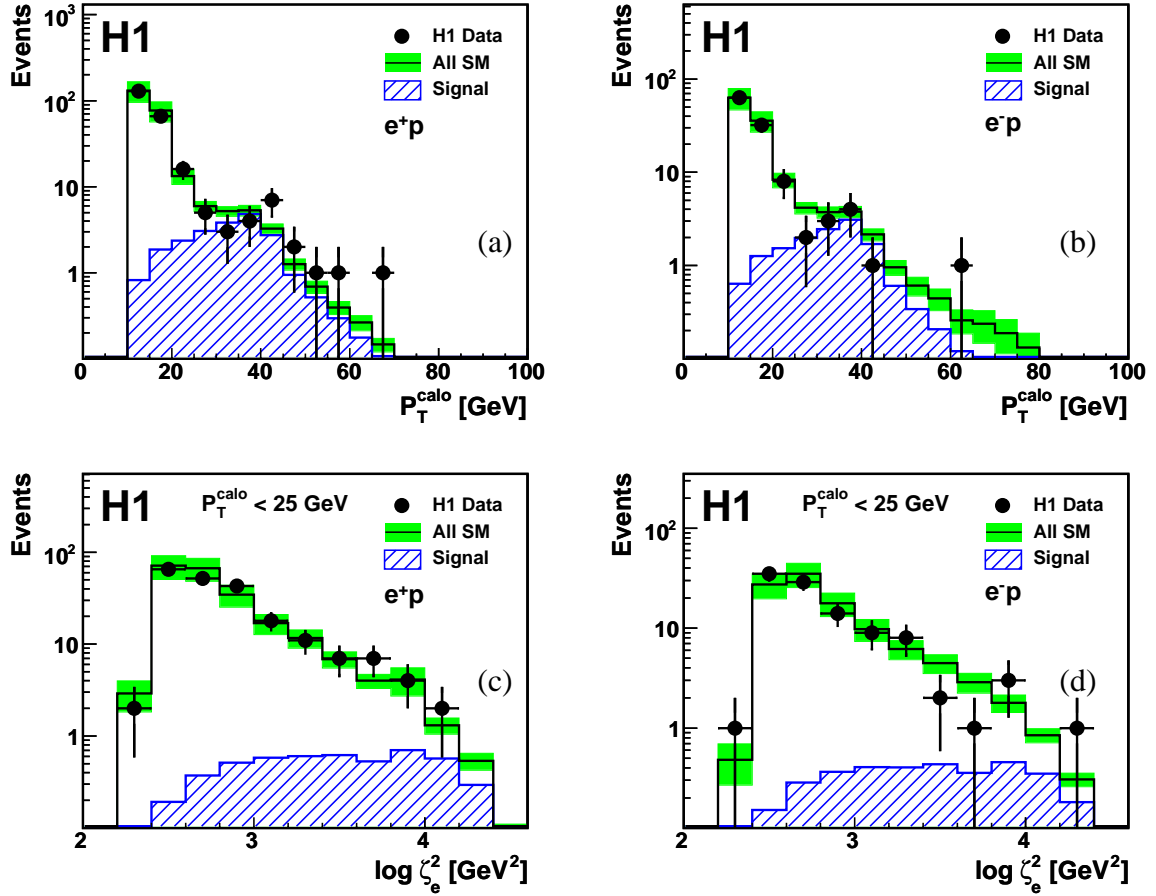 Events
10³
10²
10
1
H1
H1 Data
All SM
Signal
e⁺p
(a)
0 20 40 60 80 100
P_T^calo [GeV]
Events
10²
10
1
H1
H1 Data
All SM
Signal
e⁻p
(b)
0 20 40 60 80 100
P_T^calo [GeV]
Events
10²
10
1
H1
P_T^calo < 25 GeV
H1 Data
All SM
Signal
e⁺p
(c)
2 3 4
log ζ_e² [GeV²]
Events
10²
10
1
H1
P_T^calo < 25 GeV
H1 Data
All SM
Signal
e⁻p
(d)
2 3 4
log ζ_e² [GeV²]